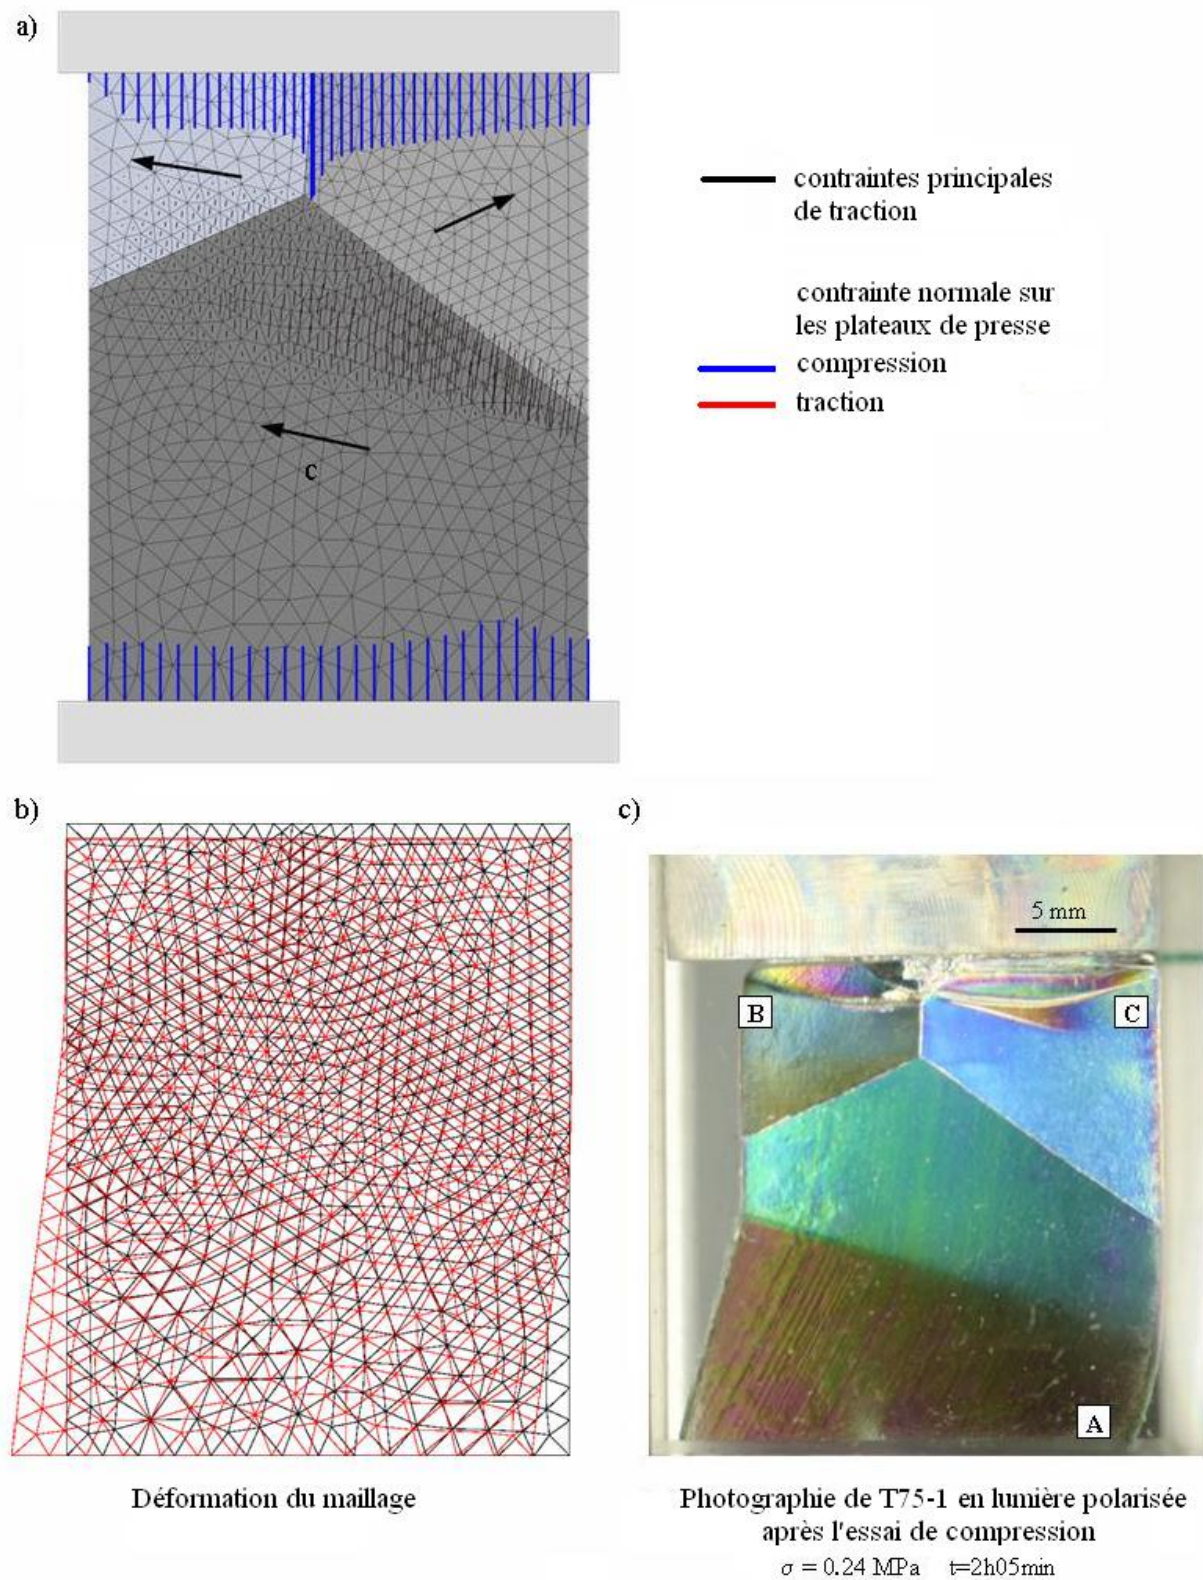 a)
contraintes principales
de traction
contrainte normale sur
les plateaux de presse
compression
traction
c
b)
c)
5 mm
B
C
A
Déformation du maillage
Photographie de T75-1 en lumière polarisée
après l'essai de compression
σ = 0.24 MPa t=2h05min